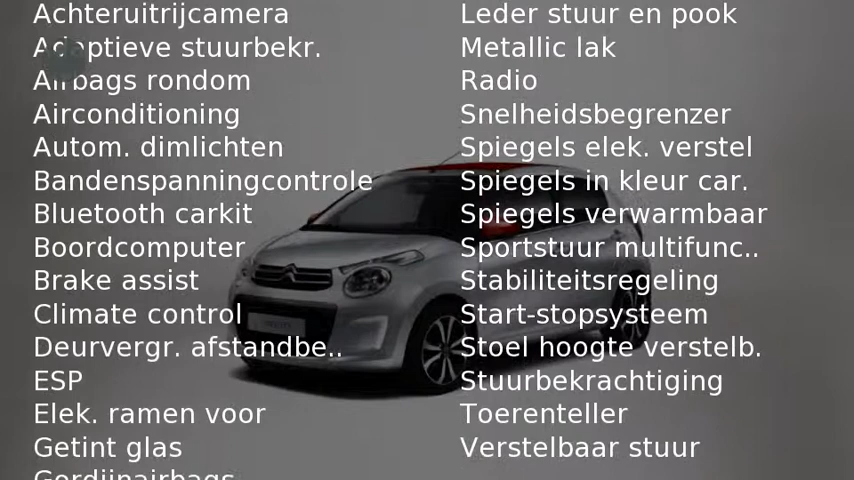 Achteruitrijcamera
Adaptieve stuurbekr.
Airbags rondom
Airconditioning
Autom. dimlichten
Bandenspanningcontrole
Bluetooth carkit
Boordcomputer
Brake assist
Climate control
Deurvergr. afstandbe..
ESP
Elek. ramen voor
Getint glas
Gordijnairbags
Leder stuur en pook
Metallic lak
Radio
Snelheidsbegrenzer
Spiegels elek. verstel
Spiegels in kleur car.
Spiegels verwarmbaar
Sportstuur multifunc..
Stabiliteitsregeling
Start-stopsysteem
Stoel hoogte verstelb.
Stuurbekrachtiging
Toerenteller
Verstelbaar stuur